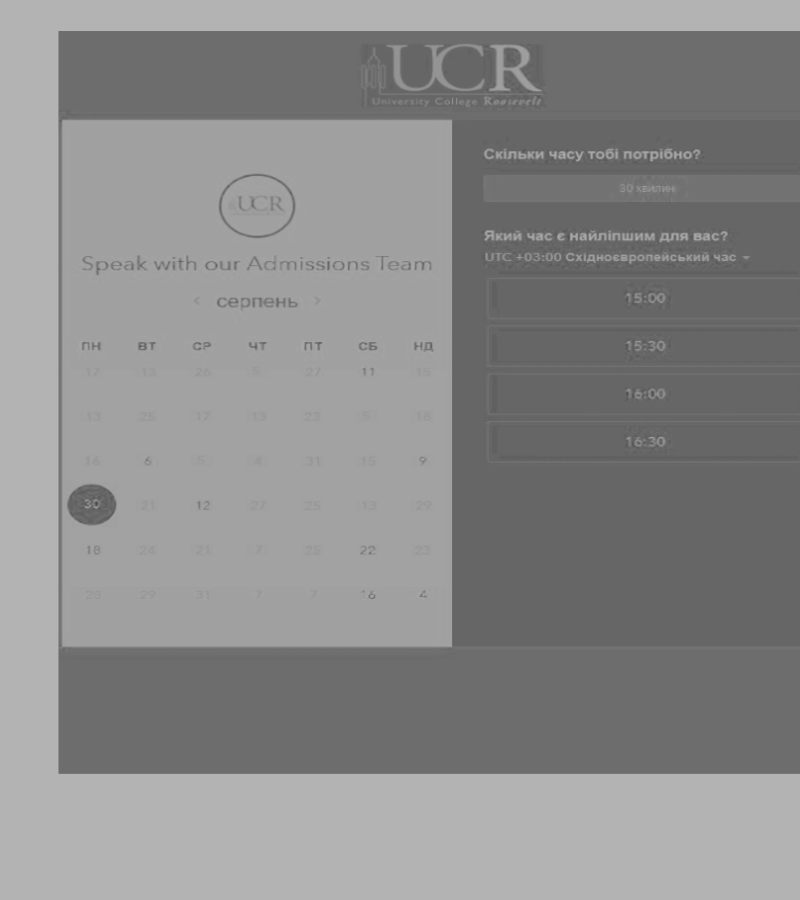 UCR
University College Roosevelt
UCR
Speak with our Admissions Team
< серпень >
ПН ВТ СР ЧТ ПТ СБ НД
17 13 26 5 27 11 15
13 25 17 13 23 5 16
16 6 5 4 31 15 9
30 21 12 27 25 13 29
18 24 21 7 25 22 23
28 29 31 7 7 16 4
Скільки часу тобі потрібно?
30 хвилин
Який час є найліпшим для вас?
UTC +03:00 Східноєвропейський час
15:00
15:30
16:00
16:30